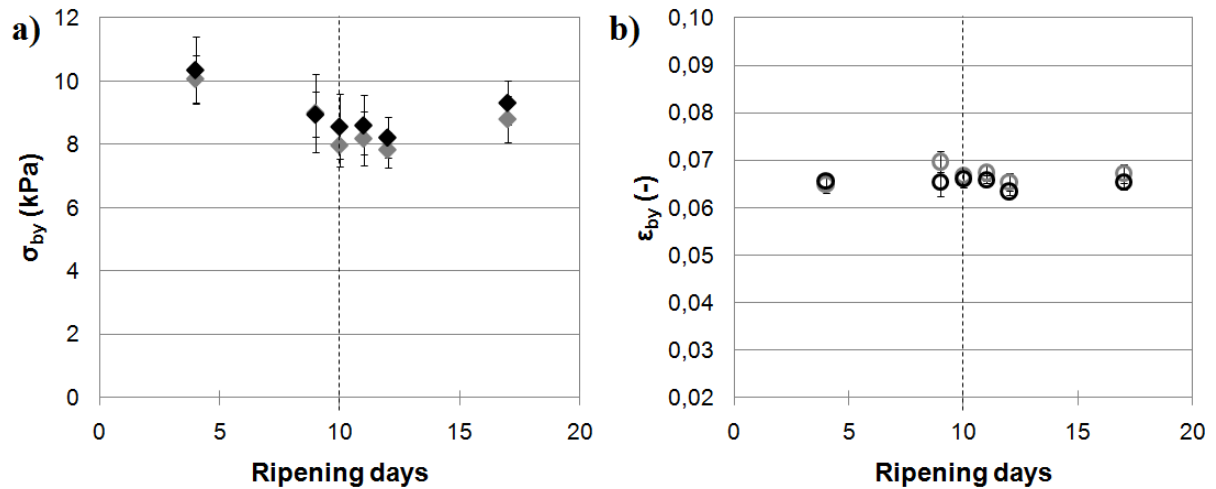 a)
12
10
8
6
4
2
0
σby (kPa)
0 5 10 15 20
Ripening days
b)
0,10
0,09
0,08
0,07
0,06
0,05
0,04
0,03
0,02
εby (-)
0 5 10 15 20
Ripening days